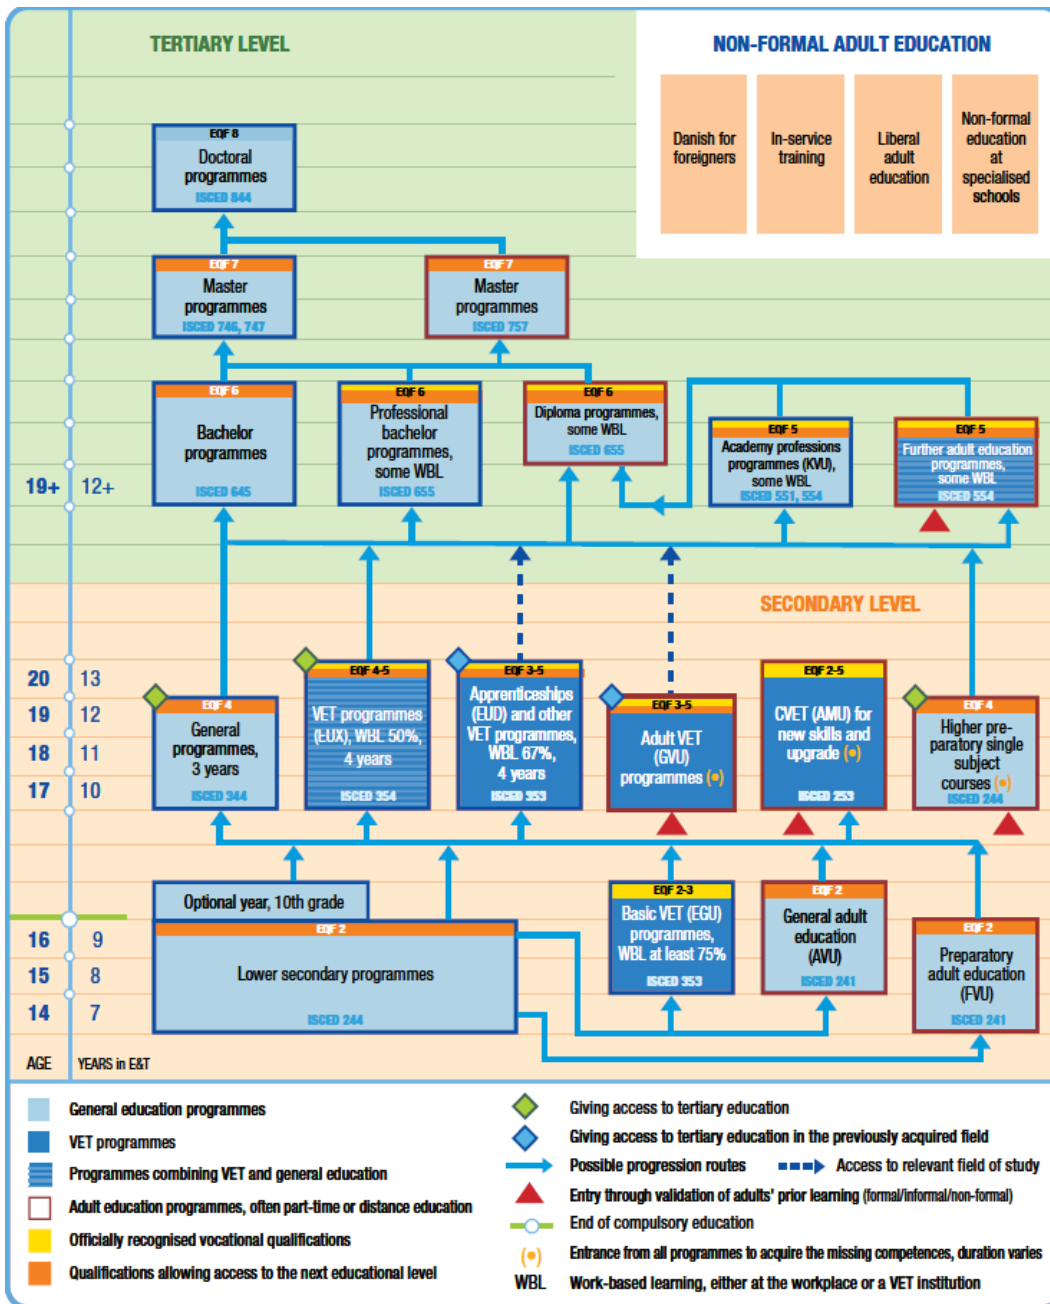 TERTIARY LEVEL
NON-FORMAL ADULT EDUCATION
Danish for
foreigners
In-service
training
Liberal
adult
education
Non-formal
education
at
specialised
schools
EQF 8
Doctoral
programmes
ISCED 844
EQF 7
Master
programmes
ISCED 746, 747
EQF 7
Master
programmes
ISCED 757
EQF 6
Bachelor
programmes
ISCED 645
EQF 6
Professional
bachelor
programmes,
some WBL
ISCED 655
EQF 6
Diploma programmes,
some WBL
ISCED 655
EQF 5
Academy professions
programmes (KVU),
some WBL
ISCED 551, 554
EQF 5
Further adult education
programmes,
some WBL
ISCED 554
19+ 12+
SECONDARY LEVEL
20 13
19 12
18 11
17 10
EQF 4
General
programmes,
3 years
ISCED 344
EQF 4-5
VET programmes
(EUX), WBL 50%,
4 years
ISCED 354
EQF 3-5
Apprenticeships
(EUD) and other
VET programmes,
WBL 67%,
4 years
ISCED 353
EQF 3-5
Adult VET
(GVU)
programmes (•)
EQF 2-5
CVET (AMU) for
new skills and
upgrade (•)
ISCED 253
EQF 4
Higher pre-
paratory single
subject
courses (•)
ISCED 244
Optional year, 10th grade
EQF 2
Lower secondary programmes
ISCED 244
EQF 2-3
Basic VET (EGU)
programmes,
WBL at least 75%
ISCED 353
EQF 2
General adult
education
(AVU)
ISCED 241
EQF 2
Preparatory
adult education
(FVU)
ISCED 241
16 9
15 8
14 7
AGE YEARS in E&T
General education programmes
VET programmes
Programmes combining VET and general education
Adult education programmes, often part-time or distance education
Officially recognised vocational qualifications
Qualifications allowing access to the next educational level
Giving access to tertiary education
Giving access to tertiary education in the previously acquired field
Possible progression routes
Access to relevant field of study
Entry through validation of adults' prior learning (formal/informal/non-formal)
End of compulsory education
(•) Entrance from all programmes to acquire the missing competences, duration varies
WBL Work-based learning, either at the workplace or a VET institution